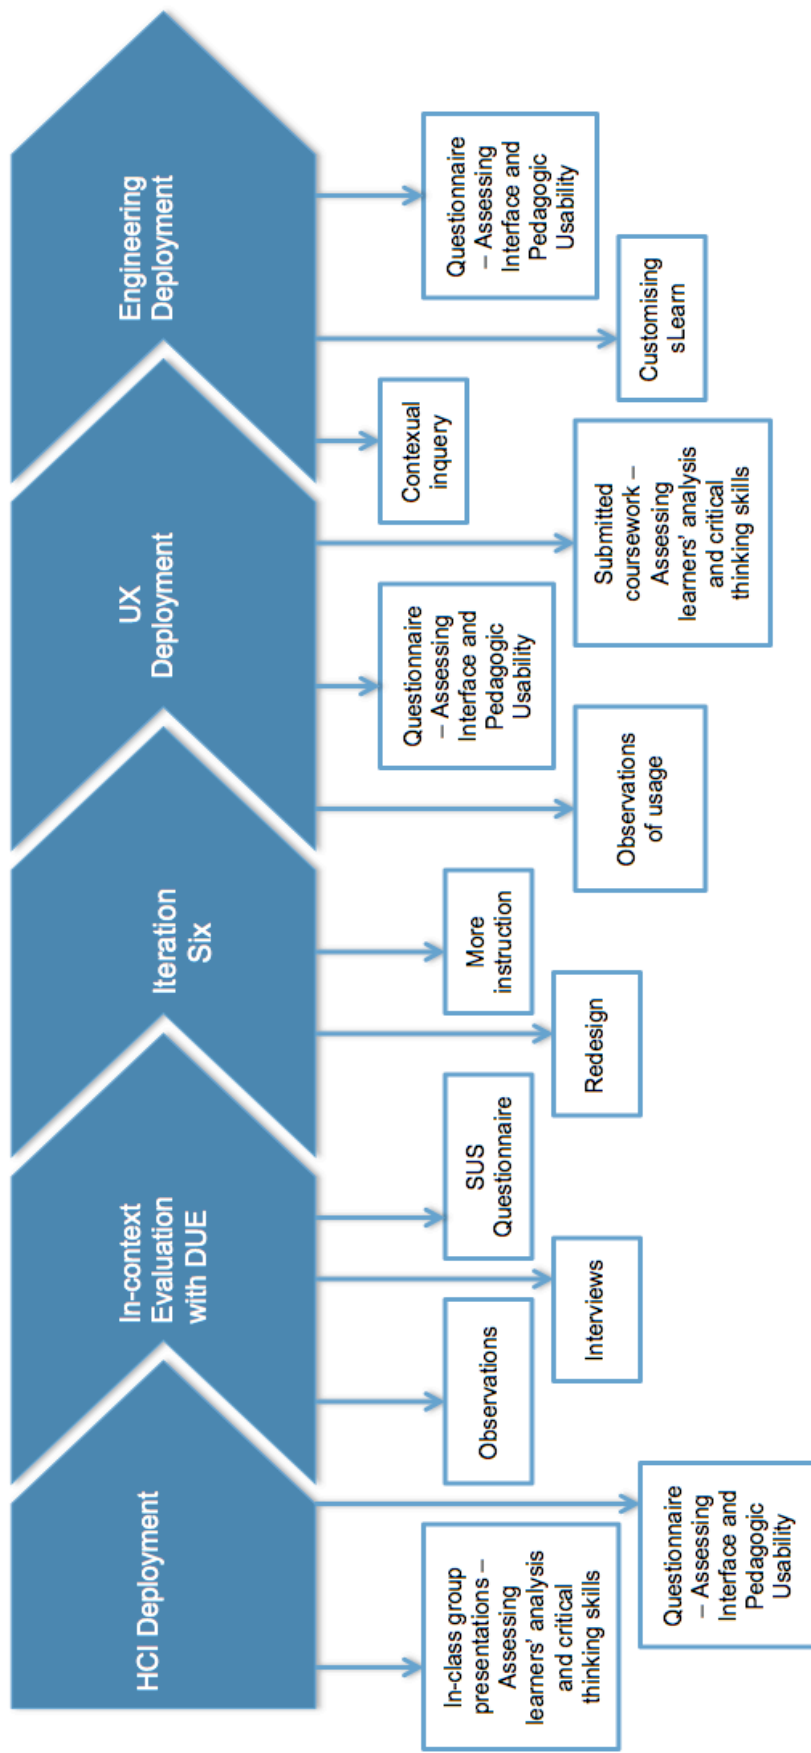 HCI Deployment
In-context
Evaluation
with DUE
Iteration
Six
UX
Deployment
Engineering
Deployment
In-class group
presentations –
Assessing
learners' analysis
and critical
thinking skills
Questionnaire
– Assessing
Interface and
Pedagogic
Usability
Observations
Interviews
SUS
Questionnaire
Redesign
More
instruction
Observations
of usage
Questionnaire
– Assessing
Interface and
Pedagogic
Usability
Submitted
coursework –
Assessing
learners' analysis
and critical
thinking skills
Contexual
inquery
Customising
sLearn
Questionnaire
– Assessing
Interface and
Pedagogic
Usability